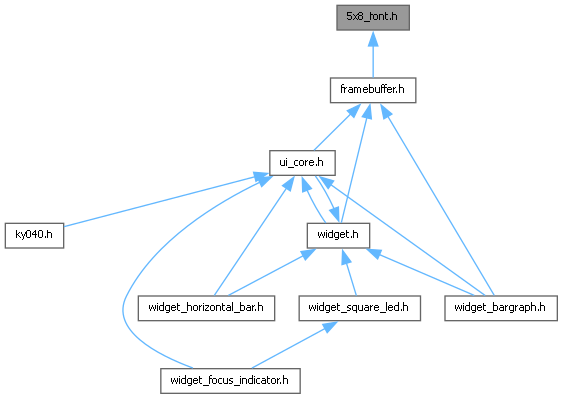 5x8_font.h
framebuffer.h
ui_core.h
ky040.h
widget.h
widget_horizontal_bar.h
widget_square_led.h
widget_bargraph.h
widget_focus_indicator.h